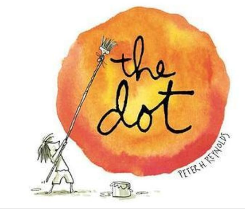 the
dot
PETER H. REYNOLDS